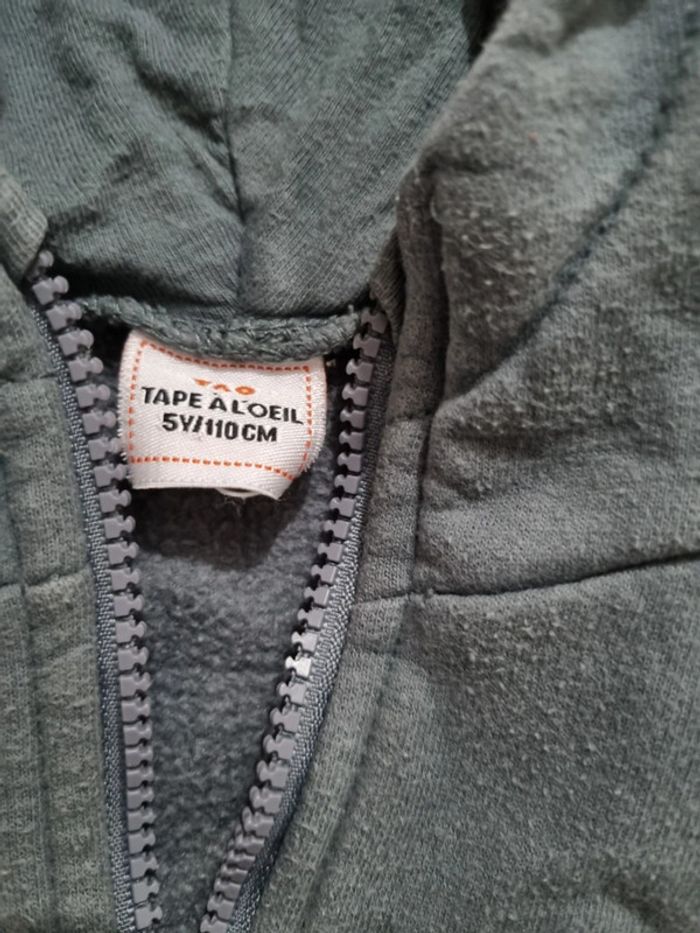 TAO
TAPE À L'OEIL
5Y/110CM